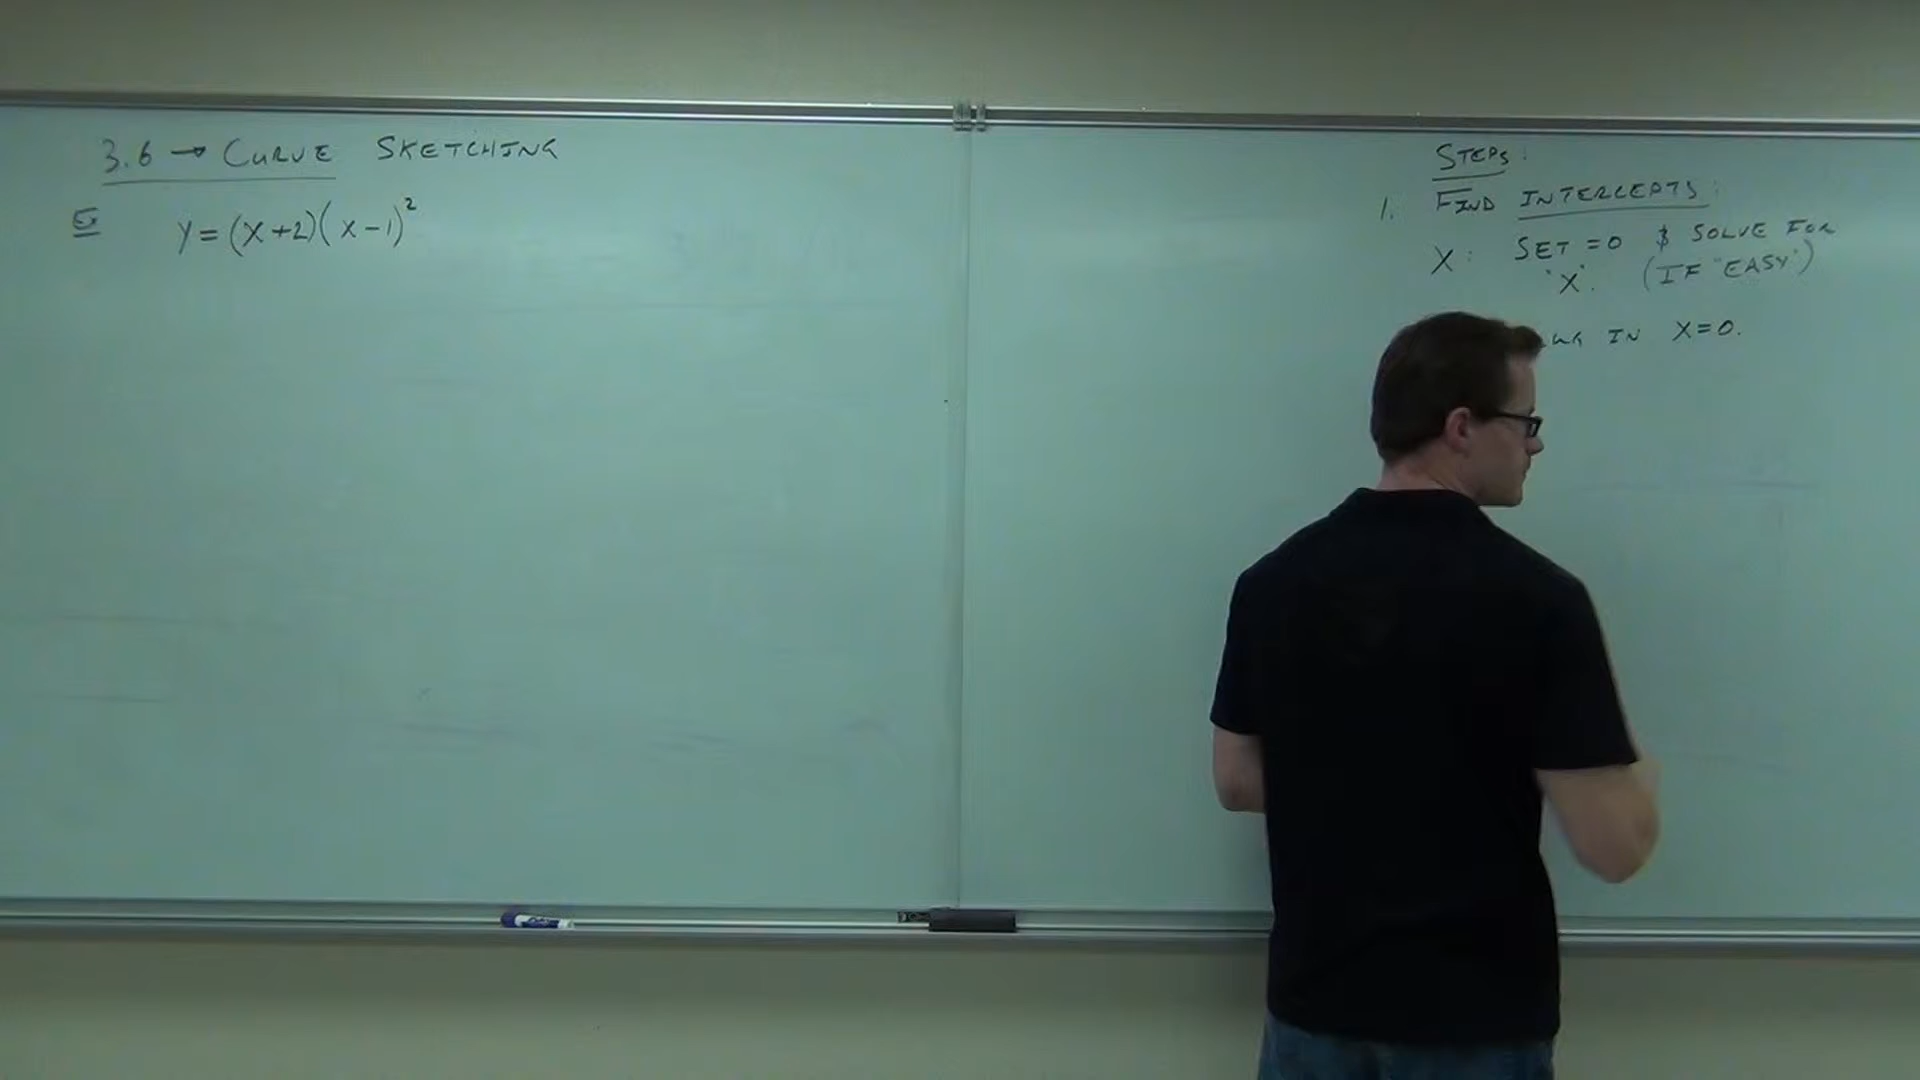 3.6 → CURVE SKETCHING
Ex y=(x+2)(x-1)²
STEPS:
1. FIND INTERCEPTS:
X: SET =0 & SOLVE FOR
"X". (IF "EASY")
IN X=0.